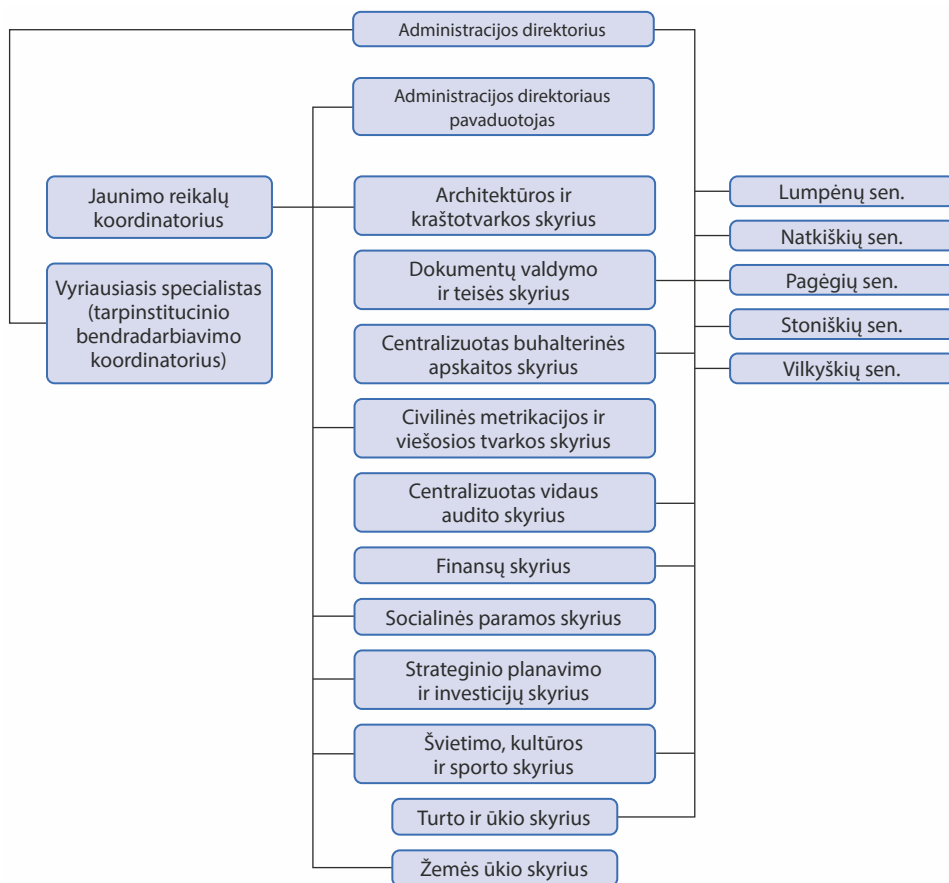 Administracijos direktorius
Administracijos direktoriaus
pavaduotojas
Jaunimo reikalų
koordinatorius
Vyriausiasis specialistas
(tarpinstitucinio
bendradarbiavimo
koordinatorius)
Architektūros ir
kraštotvarkos skyrius
Dokumentų valdymo
ir teisės skyrius
Centralizuotas buhalterinės
apskaitos skyrius
Civilinės metrikacijos ir
viešosios tvarkos skyrius
Centralizuotas vidaus
audito skyrius
Finansų skyrius
Socialinės paramos skyrius
Strateginio planavimo
ir investicijų skyrius
Švietimo, kultūros
ir sporto skyrius
Turto ir ūkio skyrius
Žemės ūkio skyrius
Lumpėnų sen.
Natkiškių sen.
Pagėgių sen.
Stoniškių sen.
Vilkyškių sen.